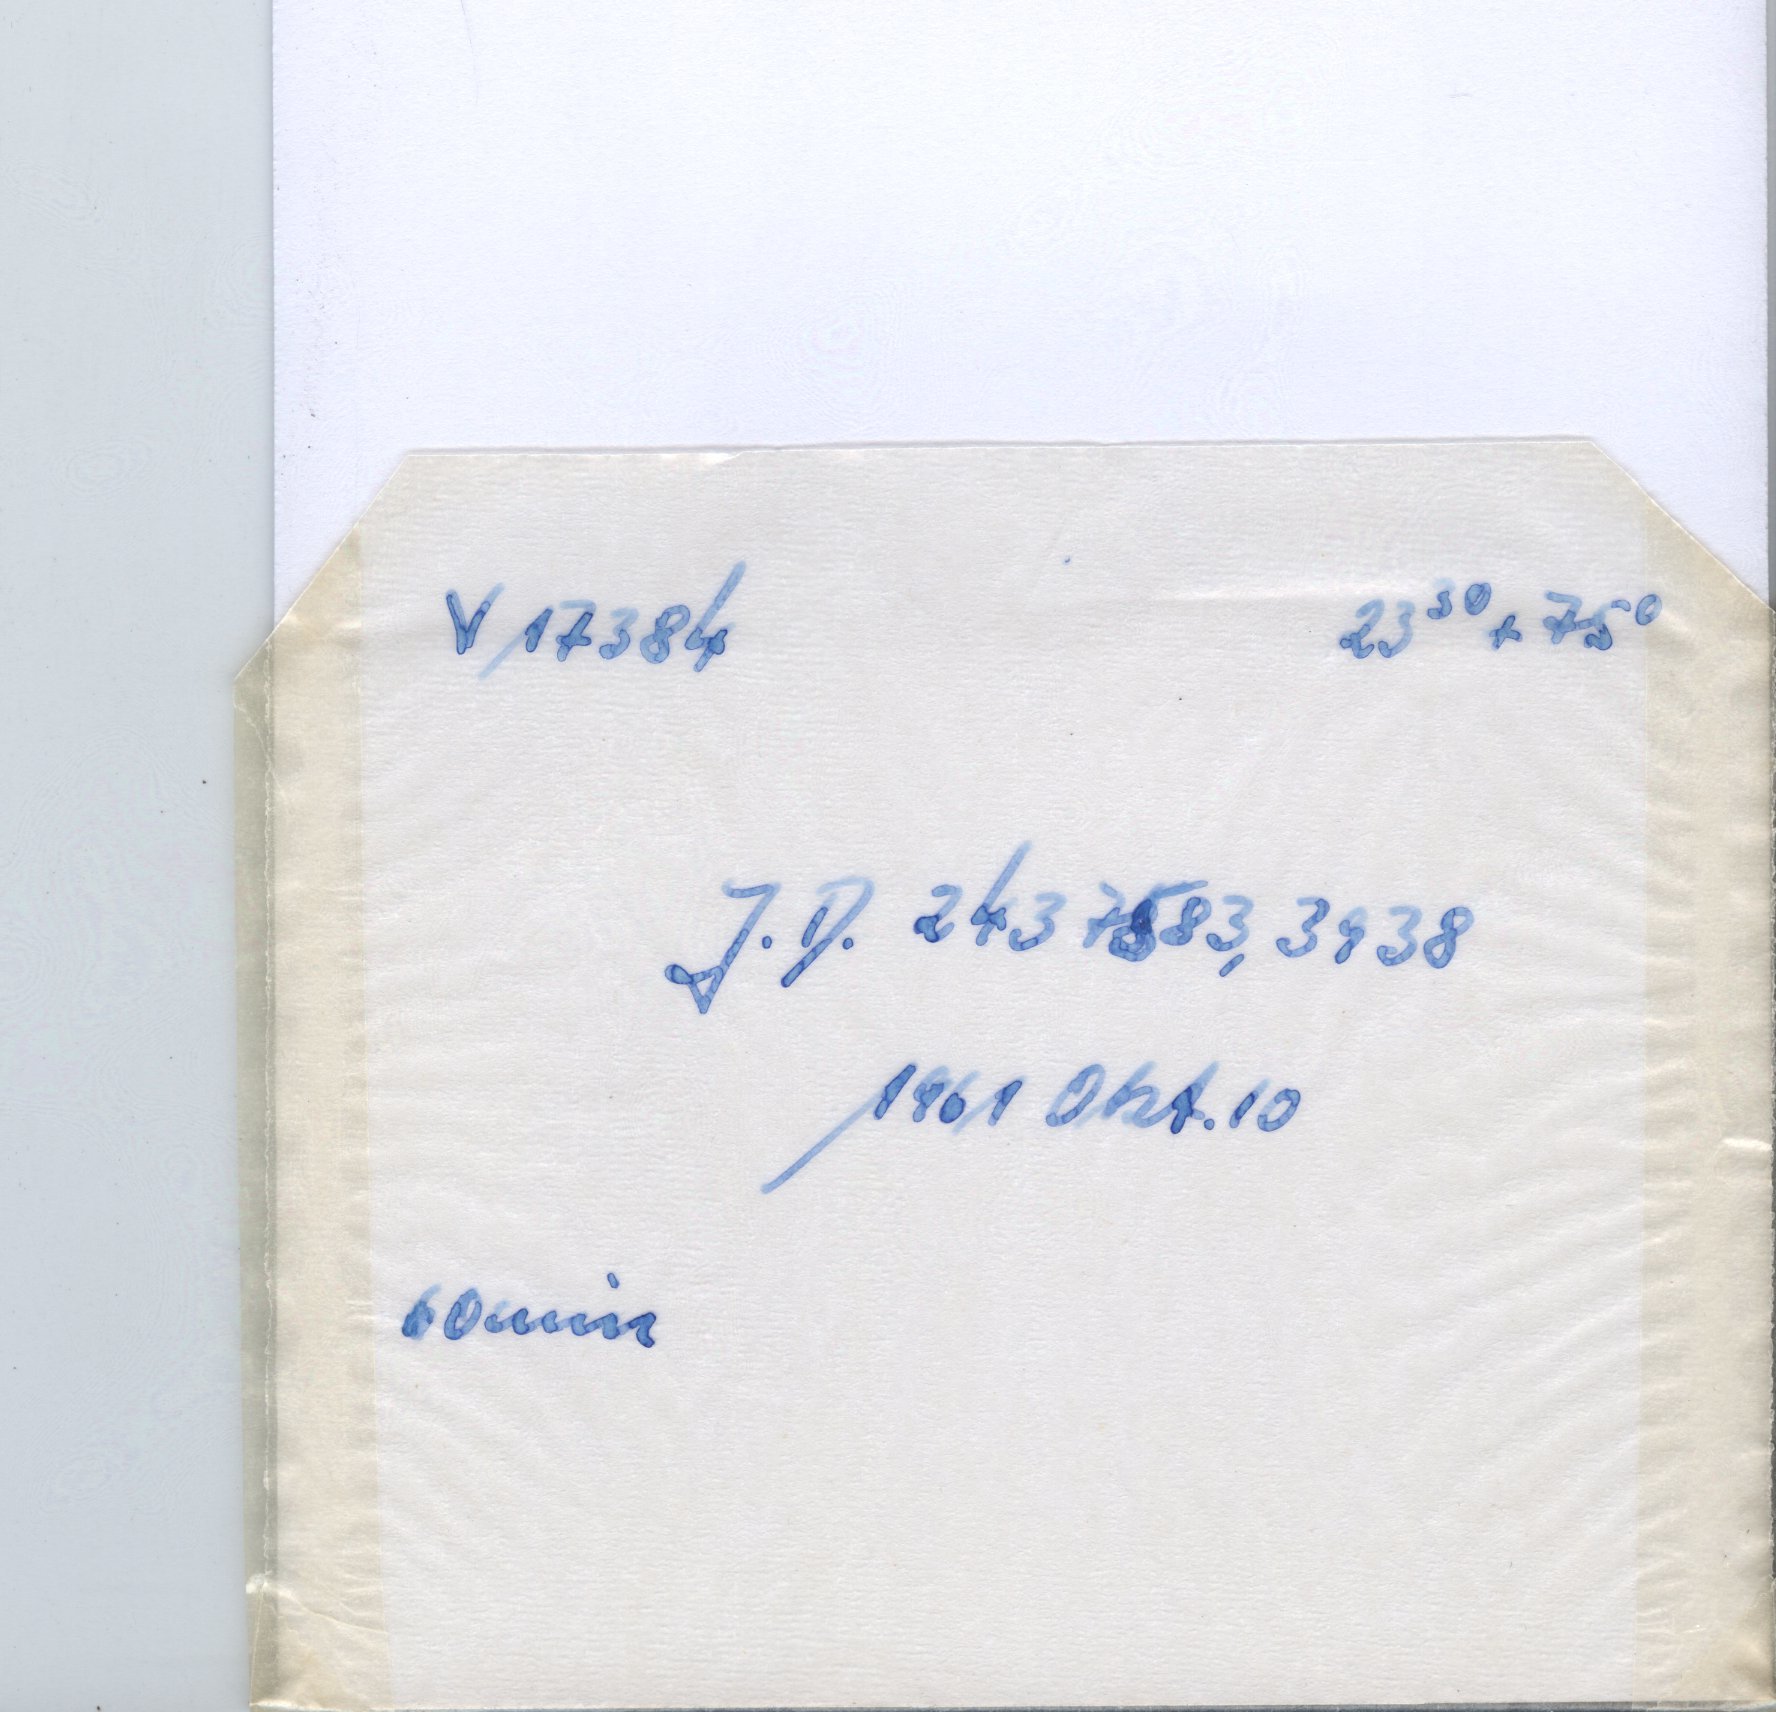 V 17384 23³⁰ + 75⁰
J.D. 2437583,3938
1961 Okt. 10
60min